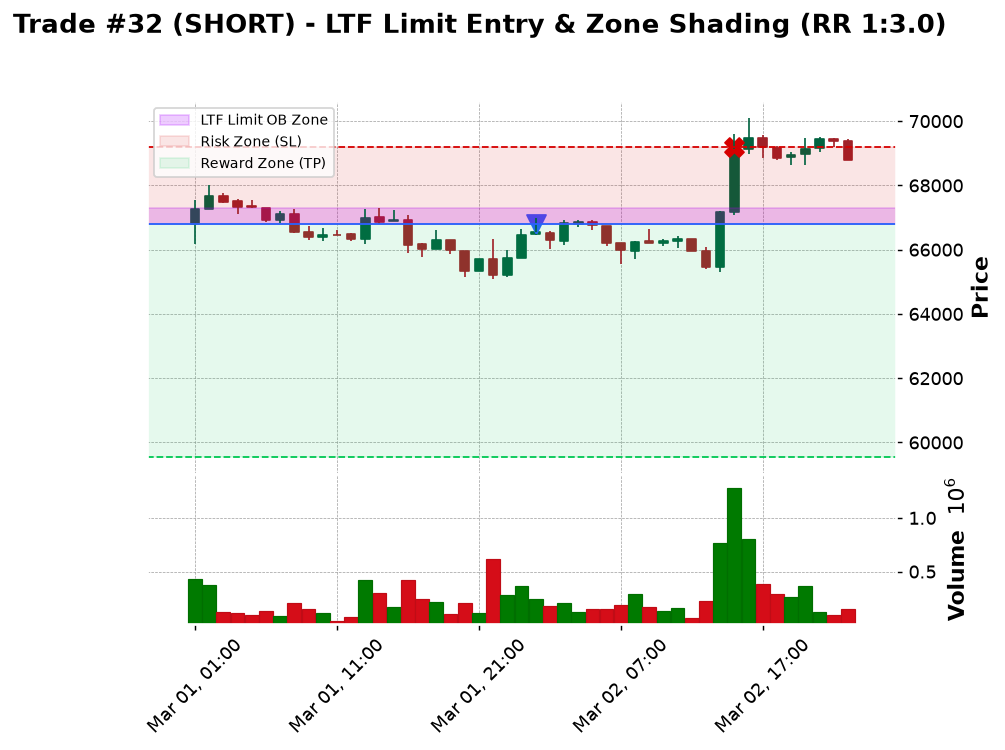 Trade #32 (SHORT) - LTF Limit Entry & Zone Shading (RR 1:3.0)
LTF Limit OB Zone
Risk Zone (SL)
Reward Zone (TP)
70000
68000
66000
64000
62000
60000
Price
1.0
0.5
Volume 10⁶
Mar 01, 01:00
Mar 01, 11:00
Mar 01, 21:00
Mar 02, 07:00
Mar 02, 17:00